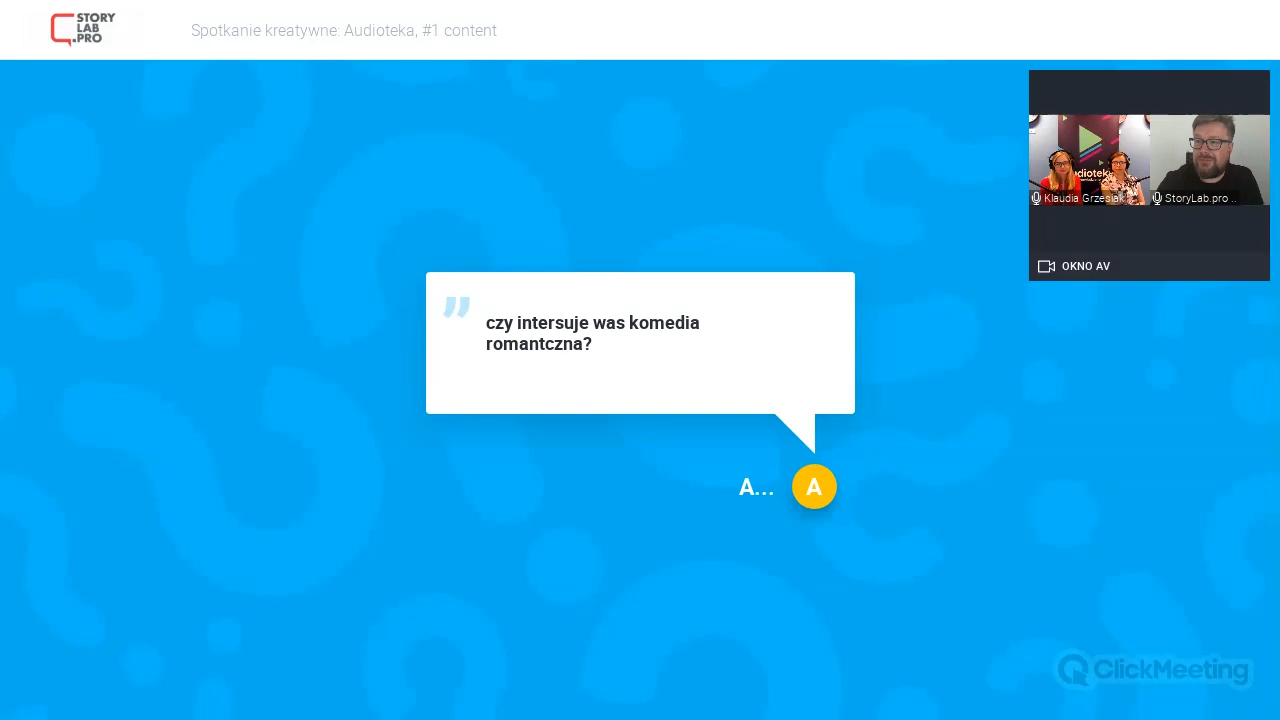 STORY
LAB
.PRO
Spotkanie kreatywne: Audioteka, #1 content
audioteka
Klaudia Grzesiak
StoryLab.pro ..
OKNO AV
”
czy intersuje was komedia
romantczna?
A...
A
ClickMeeting